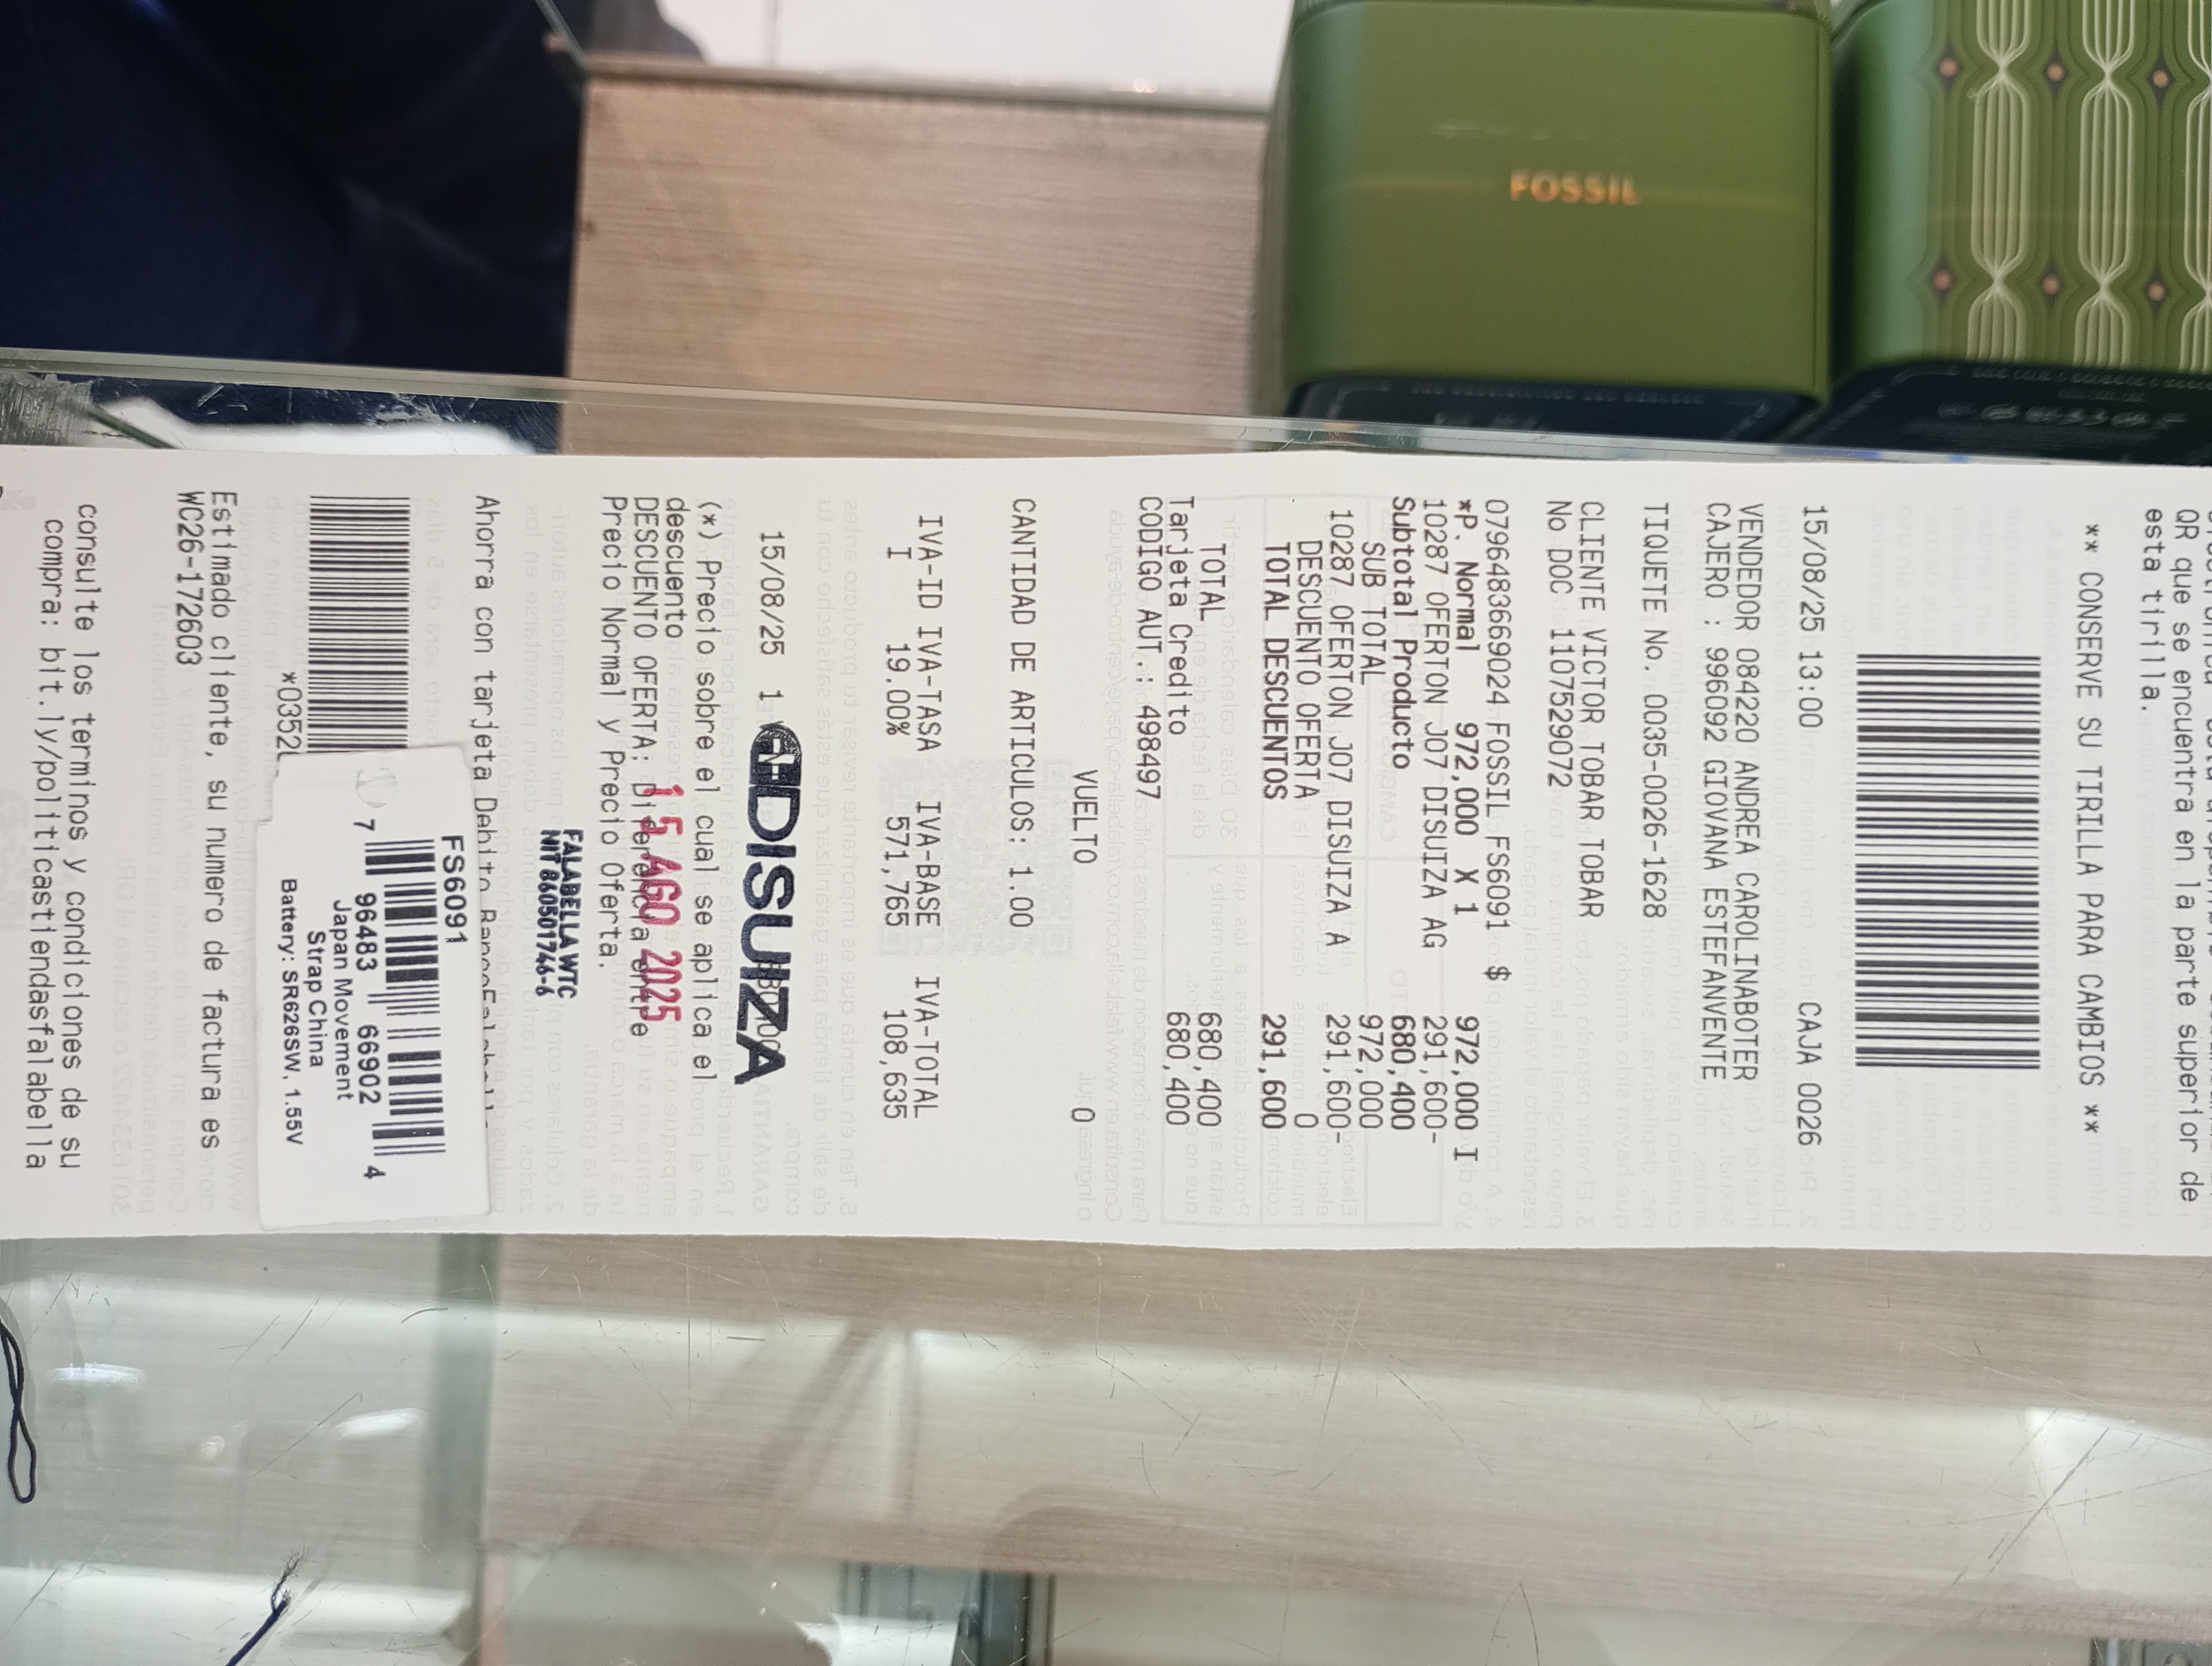 FOSSIL
QR que se encuentra en la parte superior de
esta tirilla.
** CONSERVE SU TIRILLA PARA CAMBIOS **
15/08/25 13:00 CAJA 0026
VENDEDOR 084220 ANDREA CAROLINABOTER
CAJERO : 996092 GIOVANA ESTEFANVENTE
TIQUETE No. 0035-0026-1628
CLIENTE VICTOR TOBAR TOBAR
No DOC 1107529072
0796483669024 FOSSIL FS6091 $
*P. Normal 972,000 X 1 972,000 I
10287 OFERTON J07 DISUIZA AG 291,600-
Subtotal Producto 680,400
SUB TOTAL 972,000
10287 OFERTON J07 DISUIZA A 291,600-
DESCUENTO OFERTA 0
TOTAL DESCUENTOS 291,600
TOTAL 680,400
Tarjeta Credito 680,400
CODIGO AUT.: 498497
VUELTO 0
CANTIDAD DE ARTICULOS: 1.00
IVA-ID IVA-TASA IVA-BASE IVA-TOTAL
I 19.00% 571,765 108,635
15/08/25 1
DISUIZA
(*) Precio sobre el cual se aplica el
descuento
15 AGO 2025
DESCUENTO OFERTA: Diferencia entre
Precio Normal y Precio Oferta.
FALABELLA WTC
NIT 860501746-6
Ahorra con tarjeta Debito
FS6091
7 96483 66902 4
Japan Movement
Strap China
Battery: SR626SW, 1.55V
Estimado cliente, su numero de factura es
WC26-172603
consulte los terminos y condiciones de su
compra: bit.ly/politicastiendasfalabella